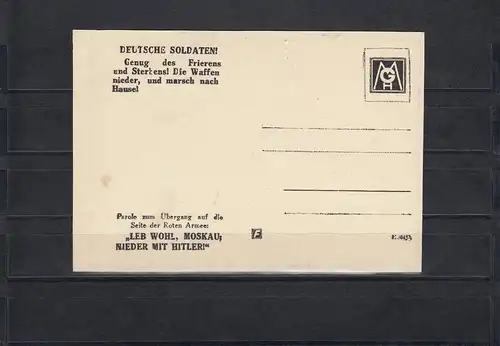 DEUTSCHE SOLDATEN!
Genug des Frierens
und Sterbens! Die Waffen
nieder, und marsch nach
Hause!
Parole zum Übergang auf die
Seite der Roten Armee:
„LEB WOHL, MOSKAU;
NIEDER MIT HITLER!"
F